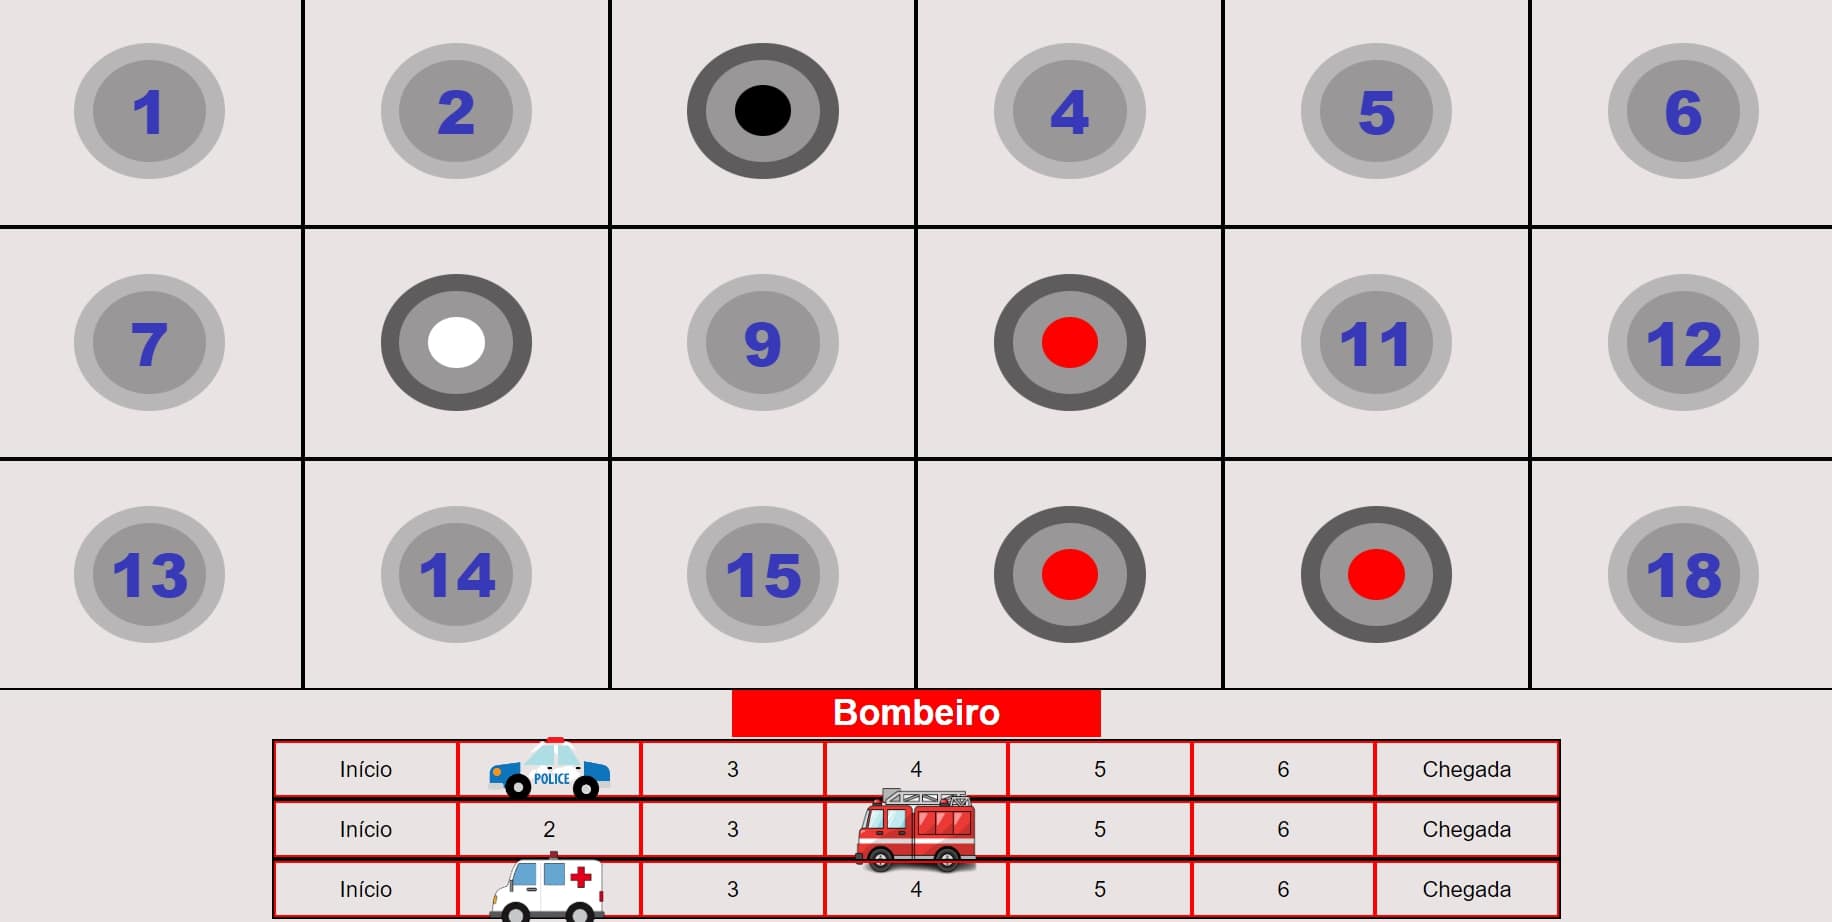 1 2 4 5 6
7 9 11 12
13 14 15 18
Bombeiro
Início POLICE 3 4 5 6 Chegada
Início 2 3 5 6 Chegada
Início 3 4 5 6 Chegada